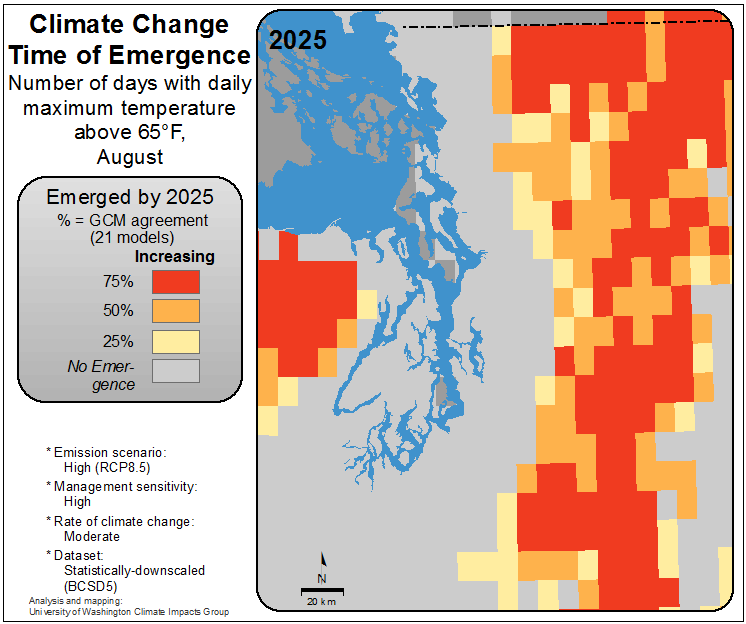 Climate Change
Time of Emergence
Number of days with daily
maximum temperature
above 65°F,
August
Emerged by 2025
% = GCM agreement
(21 models)
Increasing
75%
50%
25%
No Emer-
gence
* Emission scenario:
High (RCP8.5)
* Management sensitivity:
High
* Rate of climate change:
Moderate
* Dataset:
Statistically-downscaled
(BCSD5)
Analysis and mapping:
University of Washington Climate Impacts Group
2025
N
20 km